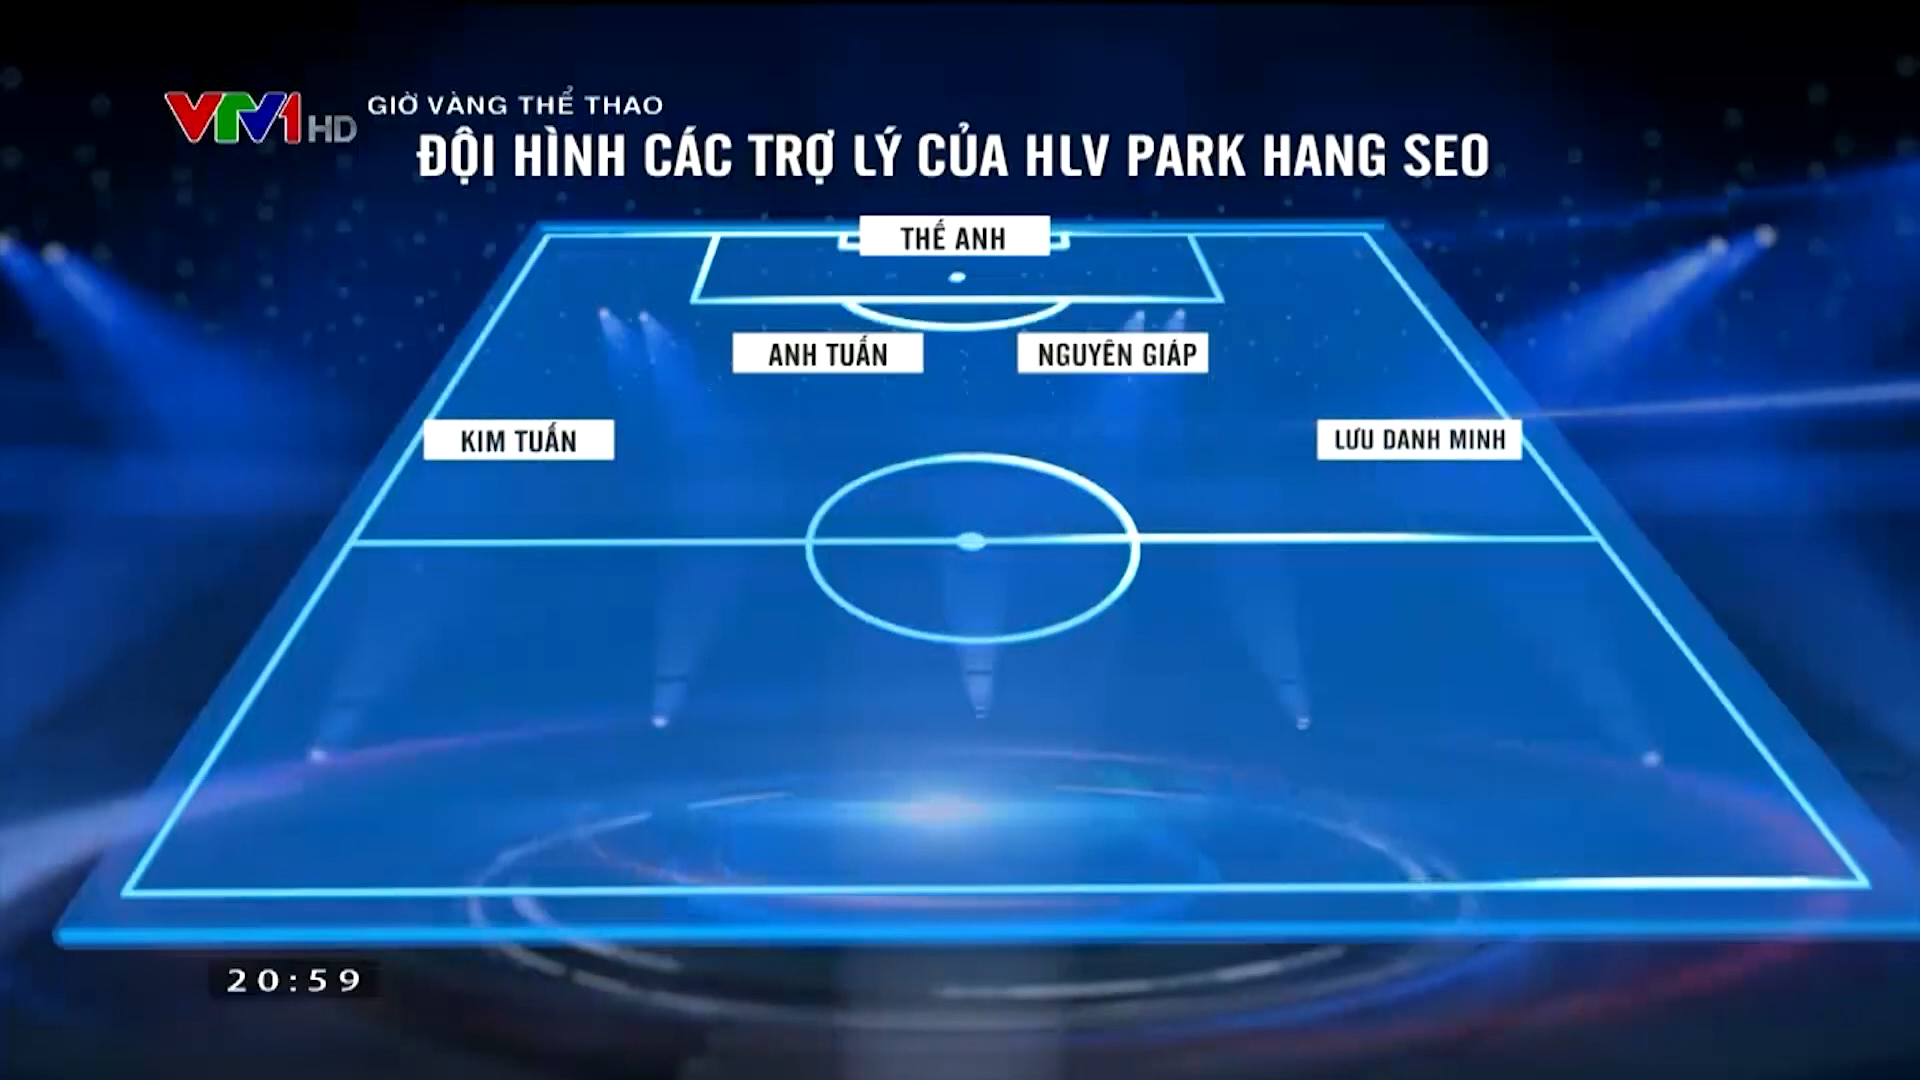 VTV1 HD
GIỜ VÀNG THỂ THAO
ĐỘI HÌNH CÁC TRỢ LÝ CỦA HLV PARK HANG SEO
THẾ ANH
ANH TUẤN
NGUYÊN GIÁP
KIM TUẤN
LƯU DANH MINH
20:59